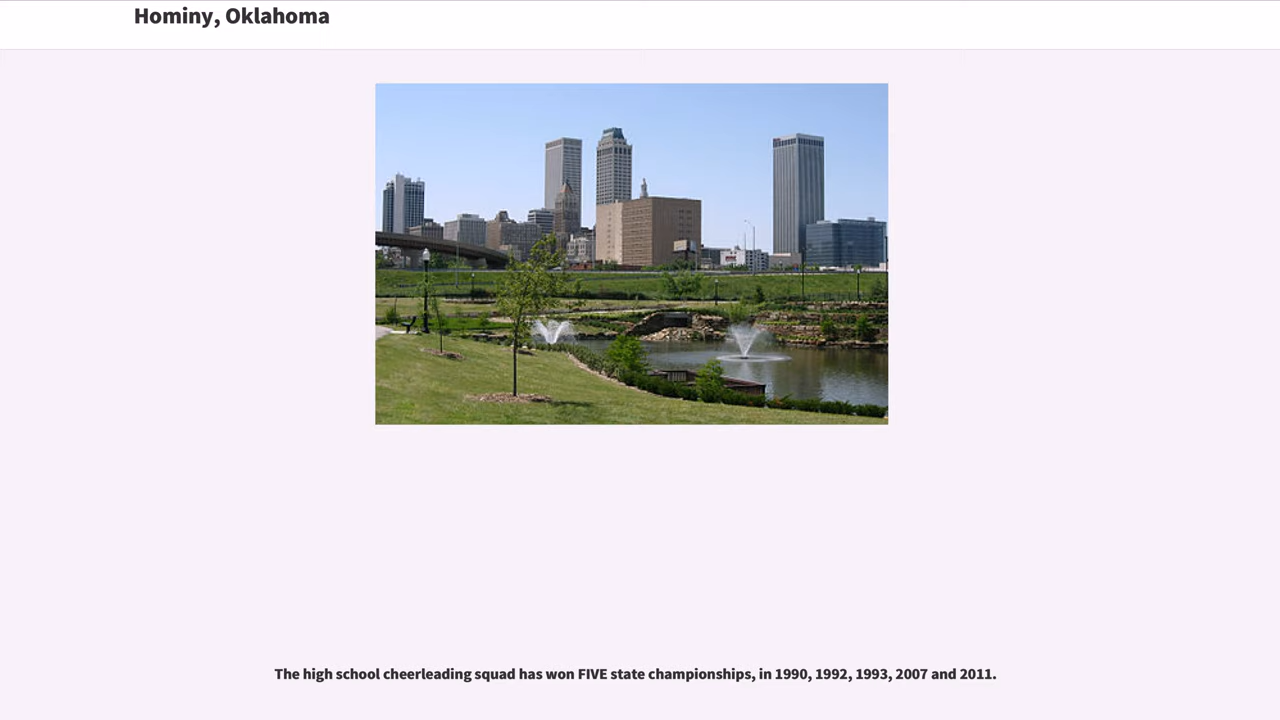 Hominy, Oklahoma
The high school cheerleading squad has won FIVE state championships, in 1990, 1992, 1993, 2007 and 2011.